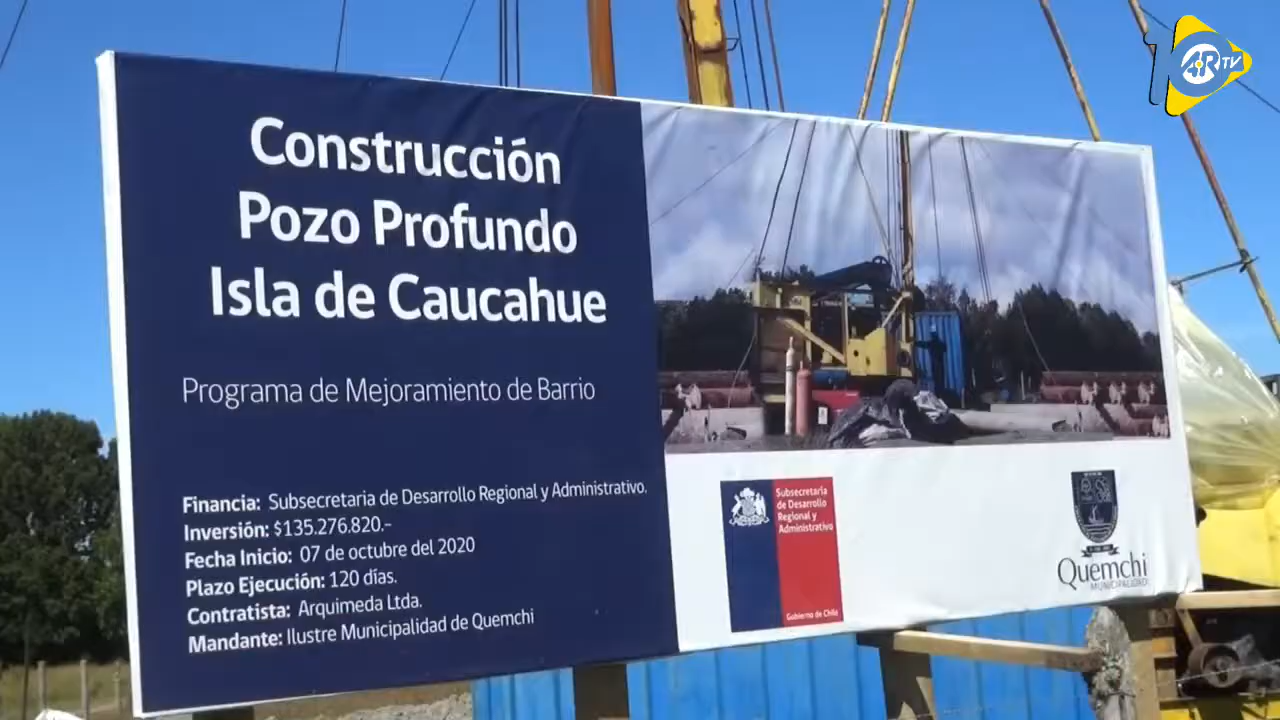 Construcción
Pozo Profundo
Isla de Caucahue
Programa de Mejoramiento de Barrio
Financia: Subsecretaria de Desarrollo Regional y Administrativo.
Inversión: $135.276.820.-
Fecha Inicio: 07 de octubre del 2020
Plazo Ejecución: 120 días.
Contratista: Arquimeda Ltda.
Mandante: Ilustre Municipalidad de Quemchi
Subsecretaría
de Desarrollo
Regional y
Administrativo
Gobierno de Chile
Quemchi
MUNICIPALIDAD
ARTV